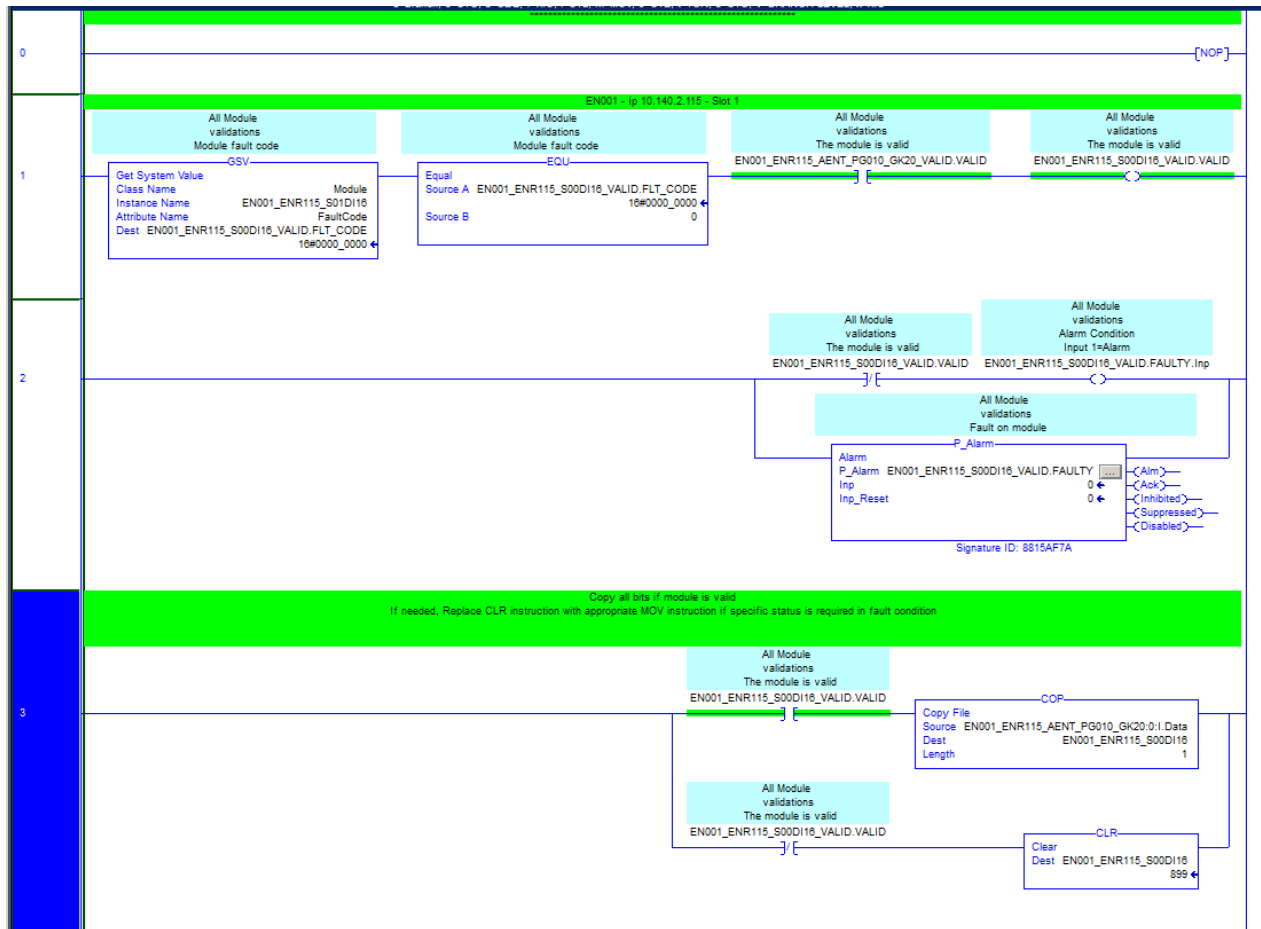 *************************************************************
0
[NOP]
EN001 - Ip 10.140.2.115 - Slot 1
1
All Module
validations
Module fault code
GSV
Get System Value
Class Name Module
Instance Name EN001_ENR115_S01DI16
Attribute Name FaultCode
Dest EN001_ENR115_S00DI16_VALID.FLT_CODE
16#0000_0000
All Module
validations
Module fault code
EQU
Equal
Source A EN001_ENR115_S00DI16_VALID.FLT_CODE
16#0000_0000
Source B 0
All Module
validations
The module is valid
EN001_ENR115_AENT_PG010_GK20_VALID.VALID
All Module
validations
The module is valid
EN001_ENR115_S00DI16_VALID.VALID
2
All Module
validations
The module is valid
EN001_ENR115_S00DI16_VALID.VALID
All Module
validations
Alarm Condition
Input 1=Alarm
EN001_ENR115_S00DI16_VALID.FAULTY.Inp
All Module
validations
Fault on module
P_Alarm
Alarm
P_Alarm EN001_ENR115_S00DI16_VALID.FAULTY ...
Inp 0
Inp_Reset 0
Alm
Ack
Inhibited
Suppressed
Disabled
Signature ID: 8815AF7A
3
Copy all bits if module is valid
If needed, Replace CLR instruction with appropriate MOV instruction if specific status is required in fault condition
All Module
validations
The module is valid
EN001_ENR115_S00DI16_VALID.VALID
COP
Copy File
Source EN001_ENR115_AENT_PG010_GK20:0:I.Data
Dest EN001_ENR115_S00DI16
Length 1
All Module
validations
The module is valid
EN001_ENR115_S00DI16_VALID.VALID
CLR
Clear
Dest EN001_ENR115_S00DI16
899